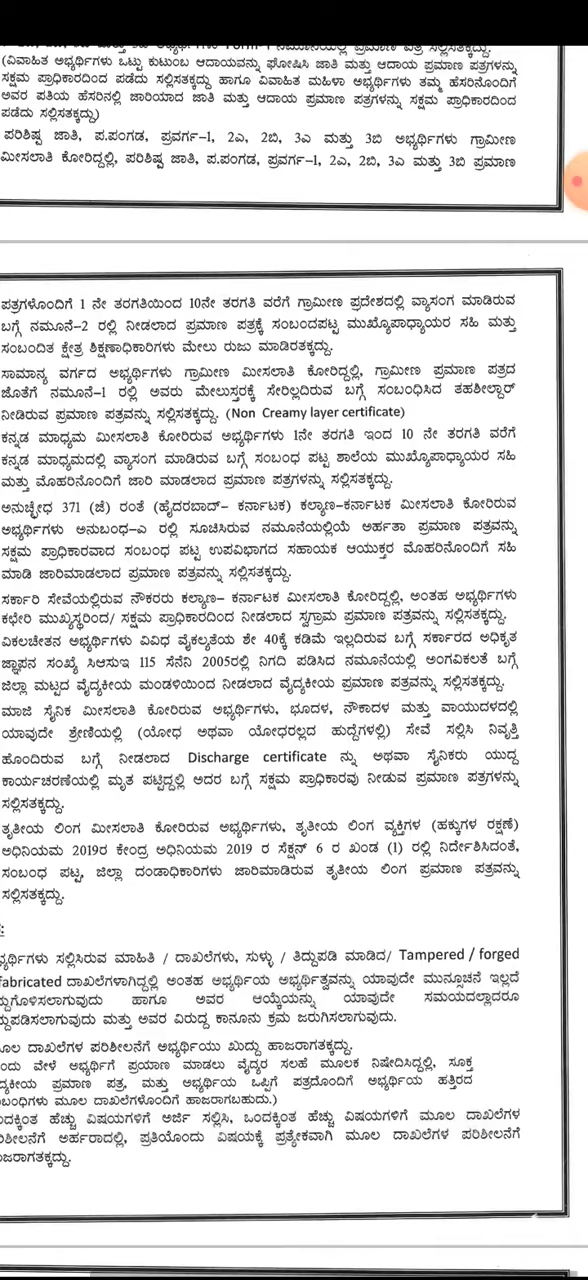 (ವಿವಾಹಿತ ಅಭ್ಯರ್ಥಿಗಳು ಒಟ್ಟು ಕುಟುಂಬ ಆದಾಯವನ್ನು ಘೋಷಿಸಿ ಜಾತಿ ಮತ್ತು ಆದಾಯ ಪ್ರಮಾಣ ಪತ್ರಗಳನ್ನು
ಸಕ್ಷಮ ಪ್ರಾಧಿಕಾರದಿಂದ ಪಡೆದು ಸಲ್ಲಿಸತಕ್ಕದ್ದು ಹಾಗೂ ವಿವಾಹಿತ ಮಹಿಳಾ ಅಭ್ಯರ್ಥಿಗಳು ತಮ್ಮ ಹೆಸರಿನೊಂದಿಗೆ
ಅವರ ಪತಿಯ ಹೆಸರಿನಲ್ಲಿ ಜಾರಿಯಾದ ಜಾತಿ ಮತ್ತು ಆದಾಯ ಪ್ರಮಾಣ ಪತ್ರಗಳನ್ನು ಸಕ್ಷಮ ಪ್ರಾಧಿಕಾರದಿಂದ
ಪಡೆದು ಸಲ್ಲಿಸತಕ್ಕದ್ದು)
ಪರಿಶಿಷ್ಟ ಜಾತಿ, ಪ.ಪಂಗಡ, ಪ್ರವರ್ಗ-1, 2ಎ, 2ಬಿ, 3ಎ ಮತ್ತು 3ಬಿ ಅಭ್ಯರ್ಥಿಗಳು ಗ್ರಾಮೀಣ
ಮೀಸಲಾತಿ ಕೋರಿದ್ದಲ್ಲಿ, ಪರಿಶಿಷ್ಟ ಜಾತಿ, ಪ.ಪಂಗಡ, ಪ್ರವರ್ಗ-1, 2ಎ, 2ಬಿ, 3ಎ ಮತ್ತು 3ಬಿ ಪ್ರಮಾಣ
ಪತ್ರಗಳೊಂದಿಗೆ 1 ನೇ ತರಗತಿಯಿಂದ 10ನೇ ತರಗತಿ ವರೆಗೆ ಗ್ರಾಮೀಣ ಪ್ರದೇಶದಲ್ಲಿ ವ್ಯಾಸಂಗ ಮಾಡಿರುವ
ಬಗ್ಗೆ ನಮೂನೆ-2 ರಲ್ಲಿ ನೀಡಲಾದ ಪ್ರಮಾಣ ಪತ್ರಕ್ಕೆ ಸಂಬಂದಪಟ್ಟ ಮುಖ್ಯೋಪಾಧ್ಯಾಯರ ಸಹಿ ಮತ್ತು
ಸಂಬಂದಿತ ಕ್ಷೇತ್ರ ಶಿಕ್ಷಣಾಧಿಕಾರಿಗಳು ಮೇಲು ರುಜು ಮಾಡಿರತಕ್ಕದ್ದು.
ಸಾಮಾನ್ಯ ವರ್ಗದ ಅಭ್ಯರ್ಥಿಗಳು ಗ್ರಾಮೀಣ ಮೀಸಲಾತಿ ಕೋರಿದ್ದಲ್ಲಿ, ಗ್ರಾಮೀಣ ಪ್ರಮಾಣ ಪತ್ರದ
ಜೊತೆಗೆ ನಮೂನೆ-1 ರಲ್ಲಿ ಅವರು ಮೇಲುಸ್ತರಕ್ಕೆ ಸೇರಿಲ್ಲದಿರುವ ಬಗ್ಗೆ ಸಂಬಂಧಿಸಿದ ತಹಶೀಲ್ದಾರ್
ನೀಡಿರುವ ಪ್ರಮಾಣ ಪತ್ರವನ್ನು ಸಲ್ಲಿಸತಕ್ಕದ್ದು. (Non Creamy layer certificate)
ಕನ್ನಡ ಮಾಧ್ಯಮ ಮೀಸಲಾತಿ ಕೋರಿರುವ ಅಭ್ಯರ್ಥಿಗಳು 1ನೇ ತರಗತಿ ಇಂದ 10 ನೇ ತರಗತಿ ವರೆಗೆ
ಕನ್ನಡ ಮಾಧ್ಯಮದಲ್ಲಿ ವ್ಯಾಸಂಗ ಮಾಡಿರುವ ಬಗ್ಗೆ ಸಂಬಂಧ ಪಟ್ಟ ಶಾಲೆಯ ಮುಖ್ಯೋಪಾಧ್ಯಾಯರ ಸಹಿ
ಮತ್ತು ಮೊಹರಿನೊಂದಿಗೆ ಜಾರಿ ಮಾಡಲಾದ ಪ್ರಮಾಣ ಪತ್ರಗಳನ್ನು ಸಲ್ಲಿಸತಕ್ಕದ್ದು.
ಅನುಚ್ಛೇಧ 371 (ಜೆ) ರಂತೆ (ಹೈದರಬಾದ್- ಕರ್ನಾಟಕ) ಕಲ್ಯಾಣ-ಕರ್ನಾಟಕ ಮೀಸಲಾತಿ ಕೋರಿರುವ
ಅಭ್ಯರ್ಥಿಗಳು ಅನುಬಂಧ-ಎ ರಲ್ಲಿ ಸೂಚಿಸಿರುವ ನಮೂನೆಯಲ್ಲಿಯೆ ಅರ್ಹತಾ ಪ್ರಮಾಣ ಪತ್ರವನ್ನು
ಸಕ್ಷಮ ಪ್ರಾಧಿಕಾರವಾದ ಸಂಬಂಧ ಪಟ್ಟ ಉಪವಿಭಾಗದ ಸಹಾಯಕ ಆಯುಕ್ತರ ಮೊಹರಿನೊಂದಿಗೆ ಸಹಿ
ಮಾಡಿ ಜಾರಿಮಾಡಲಾದ ಪ್ರಮಾಣ ಪತ್ರವನ್ನು ಸಲ್ಲಿಸತಕ್ಕದ್ದು.
ಸರ್ಕಾರಿ ಸೇವೆಯಲ್ಲಿರುವ ನೌಕರರು ಕಲ್ಯಾಣ- ಕರ್ನಾಟಕ ಮೀಸಲಾತಿ ಕೋರಿದ್ದಲ್ಲಿ, ಅಂತಹ ಅಭ್ಯರ್ಥಿಗಳು
ಕಛೇರಿ ಮುಖ್ಯಸ್ಥರಿಂದ/ ಸಕ್ಷಮ ಪ್ರಾಧಿಕಾರದಿಂದ ನೀಡಲಾದ ಸ್ವಗ್ರಾಮ ಪ್ರಮಾಣ ಪತ್ರವನ್ನು ಸಲ್ಲಿಸತಕ್ಕದ್ದು.
ವಿಕಲಚೇತನ ಅಭ್ಯರ್ಥಿಗಳು ವಿವಿಧ ವೈಕಲ್ಯತೆಯ ಶೇ 40ಕ್ಕೆ ಕಡಿಮೆ ಇಲ್ಲದಿರುವ ಬಗ್ಗೆ ಸರ್ಕಾರದ ಅಧಿಕೃತ
ಜ್ಞಾಪನ ಸಂಖ್ಯೆ ಸಿಆಸುಇ 115 ಸೆನೆನಿ 2005ರಲ್ಲಿ ನಿಗದಿ ಪಡಿಸಿದ ನಮೂನೆಯಲ್ಲಿ ಅಂಗವಿಕಲತೆ ಬಗ್ಗೆ
ಜಿಲ್ಲಾ ಮಟ್ಟದ ವೈದ್ಯಕೀಯ ಮಂಡಳಿಯಿಂದ ನೀಡಲಾದ ವೈದ್ಯಕೀಯ ಪ್ರಮಾಣ ಪತ್ರವನ್ನು ಸಲ್ಲಿಸತಕ್ಕದ್ದು.
ಮಾಜಿ ಸೈನಿಕ ಮೀಸಲಾತಿ ಕೋರಿರುವ ಅಭ್ಯರ್ಥಿಗಳು, ಭೂದಳ, ನೌಕಾದಳ ಮತ್ತು ವಾಯುದಳದಲ್ಲಿ
ಯಾವುದೇ ಶ್ರೇಣಿಯಲ್ಲಿ (ಯೋಧ ಅಥವಾ ಯೋಧರಲ್ಲದ ಹುದ್ದೆಗಳಲ್ಲಿ) ಸೇವೆ ಸಲ್ಲಿಸಿ ನಿವೃತ್ತಿ
ಹೊಂದಿರುವ ಬಗ್ಗೆ ನೀಡಲಾದ Discharge certificate ನ್ನು ಅಥವಾ ಸೈನಿಕರು ಯುದ್ದ
ಕಾರ್ಯಚರಣೆಯಲ್ಲಿ ಮೃತ ಪಟ್ಟಿದ್ದಲ್ಲಿ ಅದರ ಬಗ್ಗೆ ಸಕ್ಷಮ ಪ್ರಾಧಿಕಾರವು ನೀಡುವ ಪ್ರಮಾಣ ಪತ್ರಗಳನ್ನು
ಸಲ್ಲಿಸತಕ್ಕದ್ದು.
ತೃತೀಯ ಲಿಂಗ ಮೀಸಲಾತಿ ಕೋರಿರುವ ಅಭ್ಯರ್ಥಿಗಳು, ತೃತೀಯ ಲಿಂಗ ವ್ಯಕ್ತಿಗಳ (ಹಕ್ಕುಗಳ ರಕ್ಷಣೆ)
ಅಧಿನಿಯಮ 2019ರ ಕೇಂದ್ರ ಅಧಿನಿಯಮ 2019 ರ ಸೆಕ್ಷನ್ 6 ರ ಖಂಡ (1) ರಲ್ಲಿ ನಿರ್ದೇಶಿಸಿದಂತೆ,
ಸಂಬಂಧ ಪಟ್ಟ, ಜಿಲ್ಲಾ ದಂಡಾಧಿಕಾರಿಗಳು ಜಾರಿಮಾಡಿರುವ ತೃತೀಯ ಲಿಂಗ ಪ್ರಮಾಣ ಪತ್ರವನ್ನು
ಸಲ್ಲಿಸತಕ್ಕದ್ದು.
ಭ್ಯರ್ಥಿಗಳು ಸಲ್ಲಿಸಿರುವ ಮಾಹಿತಿ / ದಾಖಲೆಗಳು, ಸುಳ್ಳು / ತಿದ್ದುಪಡಿ ಮಾಡಿದ/ Tampered / forged
fabricated ದಾಖಲೆಗಳಾಗಿದ್ದಲ್ಲಿ ಅಂತಹ ಅಭ್ಯರ್ಥಿಯ ಅಭ್ಯರ್ಥಿತ್ವವನ್ನು ಯಾವುದೇ ಮುನ್ಸೂಚನೆ ಇಲ್ಲದೆ
ದ್ದುಗೊಳಿಸಲಾಗುವುದು ಹಾಗೂ ಅವರ ಆಯ್ಕೆಯನ್ನು ಯಾವುದೇ ಸಮಯದಲ್ಲಾದರೂ
ದ್ದುಪಡಿಸಲಾಗುವುದು ಮತ್ತು ಅವರ ವಿರುದ್ದ ಕಾನೂನು ಕ್ರಮ ಜರುಗಿಸಲಾಗುವುದು.
ೂಲ ದಾಖಲೆಗಳ ಪರಿಶೀಲನೆಗೆ ಅಭ್ಯರ್ಥಿಯು ಖುದ್ದು ಹಾಜರಾಗತಕ್ಕದ್ದು.
ಂದು ವೇಳೆ ಅಭ್ಯರ್ಥಿಗೆ ಪ್ರಯಾಣ ಮಾಡಲು ವೈದ್ಯರ ಸಲಹೆ ಮೂಲಕ ನಿಷೇದಿಸಿದ್ದಲ್ಲಿ, ಸೂಕ್ತ
ದ್ಯಕೀಯ ಪ್ರಮಾಣ ಪತ್ರ, ಮತ್ತು ಅಭ್ಯರ್ಥಿಯ ಒಪ್ಪಿಗೆ ಪತ್ರದೊಂದಿಗೆ ಅಭ್ಯರ್ಥಿಯ ಹತ್ತಿರದ
ಬಂಧಿಗಳು ಮೂಲ ದಾಖಲೆಗಳೊಂದಿಗೆ ಹಾಜರಾಗಬಹುದು.)
ಂದಕ್ಕಿಂತ ಹೆಚ್ಚು ವಿಷಯಗಳಿಗೆ ಅರ್ಜಿ ಸಲ್ಲಿಸಿ, ಒಂದಕ್ಕಿಂತ ಹೆಚ್ಚು ವಿಷಯಗಳಿಗೆ ಮೂಲ ದಾಖಲೆಗಳ
ರಿಶೀಲನೆಗೆ ಅರ್ಹರಾದಲ್ಲಿ, ಪ್ರತಿಯೊಂದು ವಿಷಯಕ್ಕೆ ಪ್ರತ್ಯೇಕವಾಗಿ ಮೂಲ ದಾಖಲೆಗಳ ಪರಿಶೀಲನೆಗೆ
ಾಜರಾಗತಕ್ಕದ್ದು.